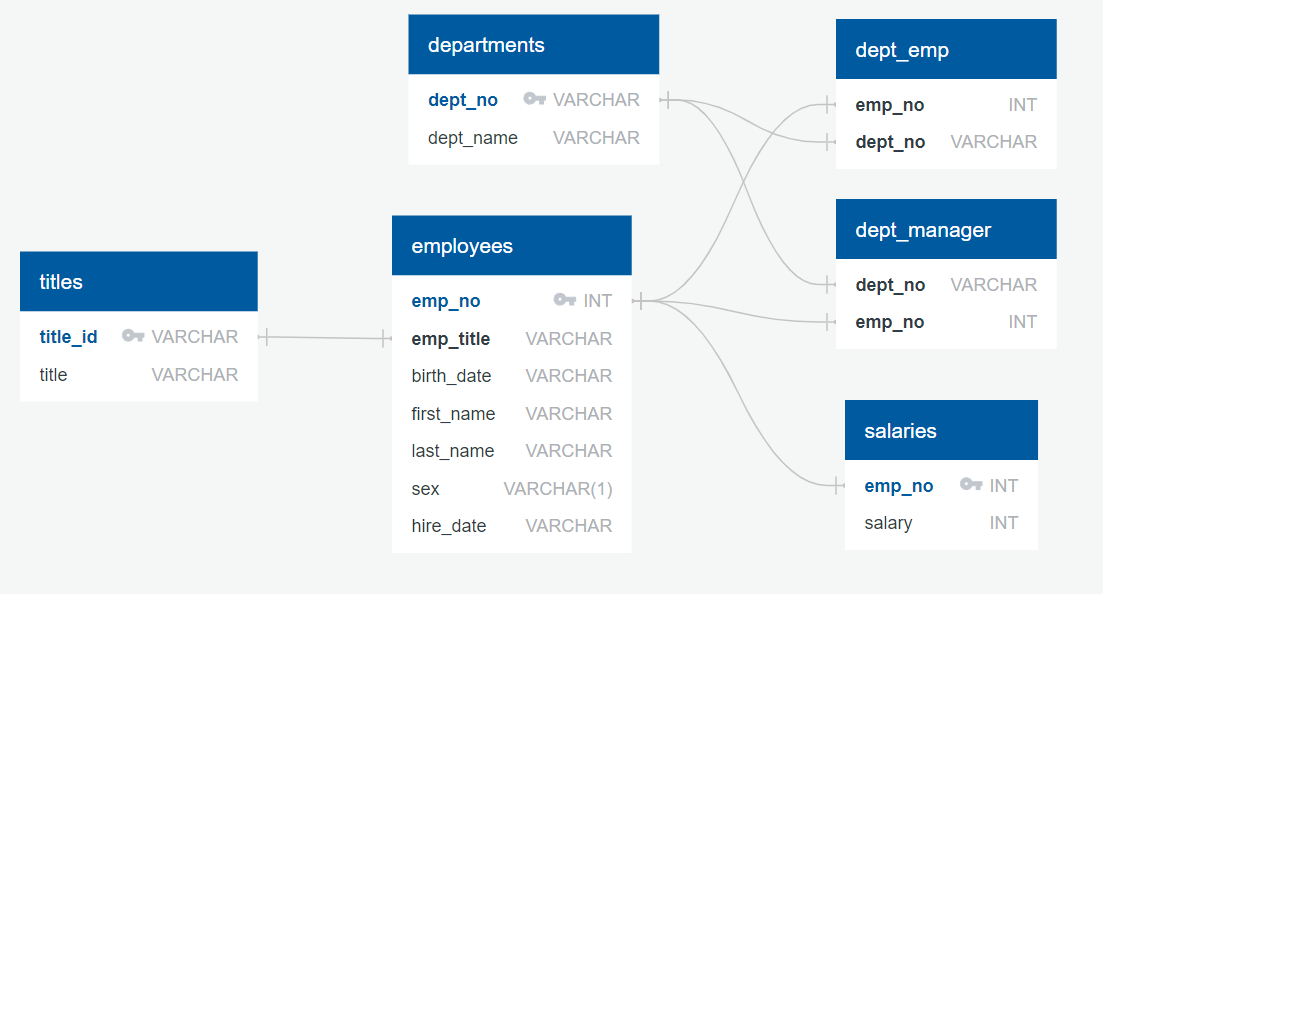 departments
dept_no VARCHAR
dept_name VARCHAR
dept_emp
emp_no INT
dept_no VARCHAR
dept_manager
dept_no VARCHAR
emp_no INT
employees
emp_no INT
emp_title VARCHAR
birth_date VARCHAR
first_name VARCHAR
last_name VARCHAR
sex VARCHAR(1)
hire_date VARCHAR
titles
title_id VARCHAR
title VARCHAR
salaries
emp_no INT
salary INT